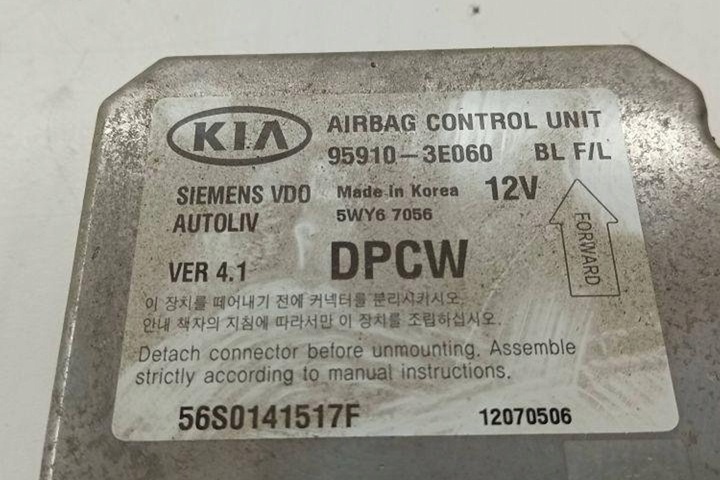 KIA
AIRBAG CONTROL UNIT
95910-3E060 BL F/L
SIEMENS VDO Made in Korea 12V
AUTOLIV 5WY6 7056
FORWARD
VER 4.1 DPCW
이 장치를 떼어내기 전에 커넥터를 분리시키시오.
안내 책자의 지침에 따라서만 이 장치를 조립하십시오.
Detach connector before unmounting. Assemble
strictly according to manual instructions.
56S0141517F 12070506